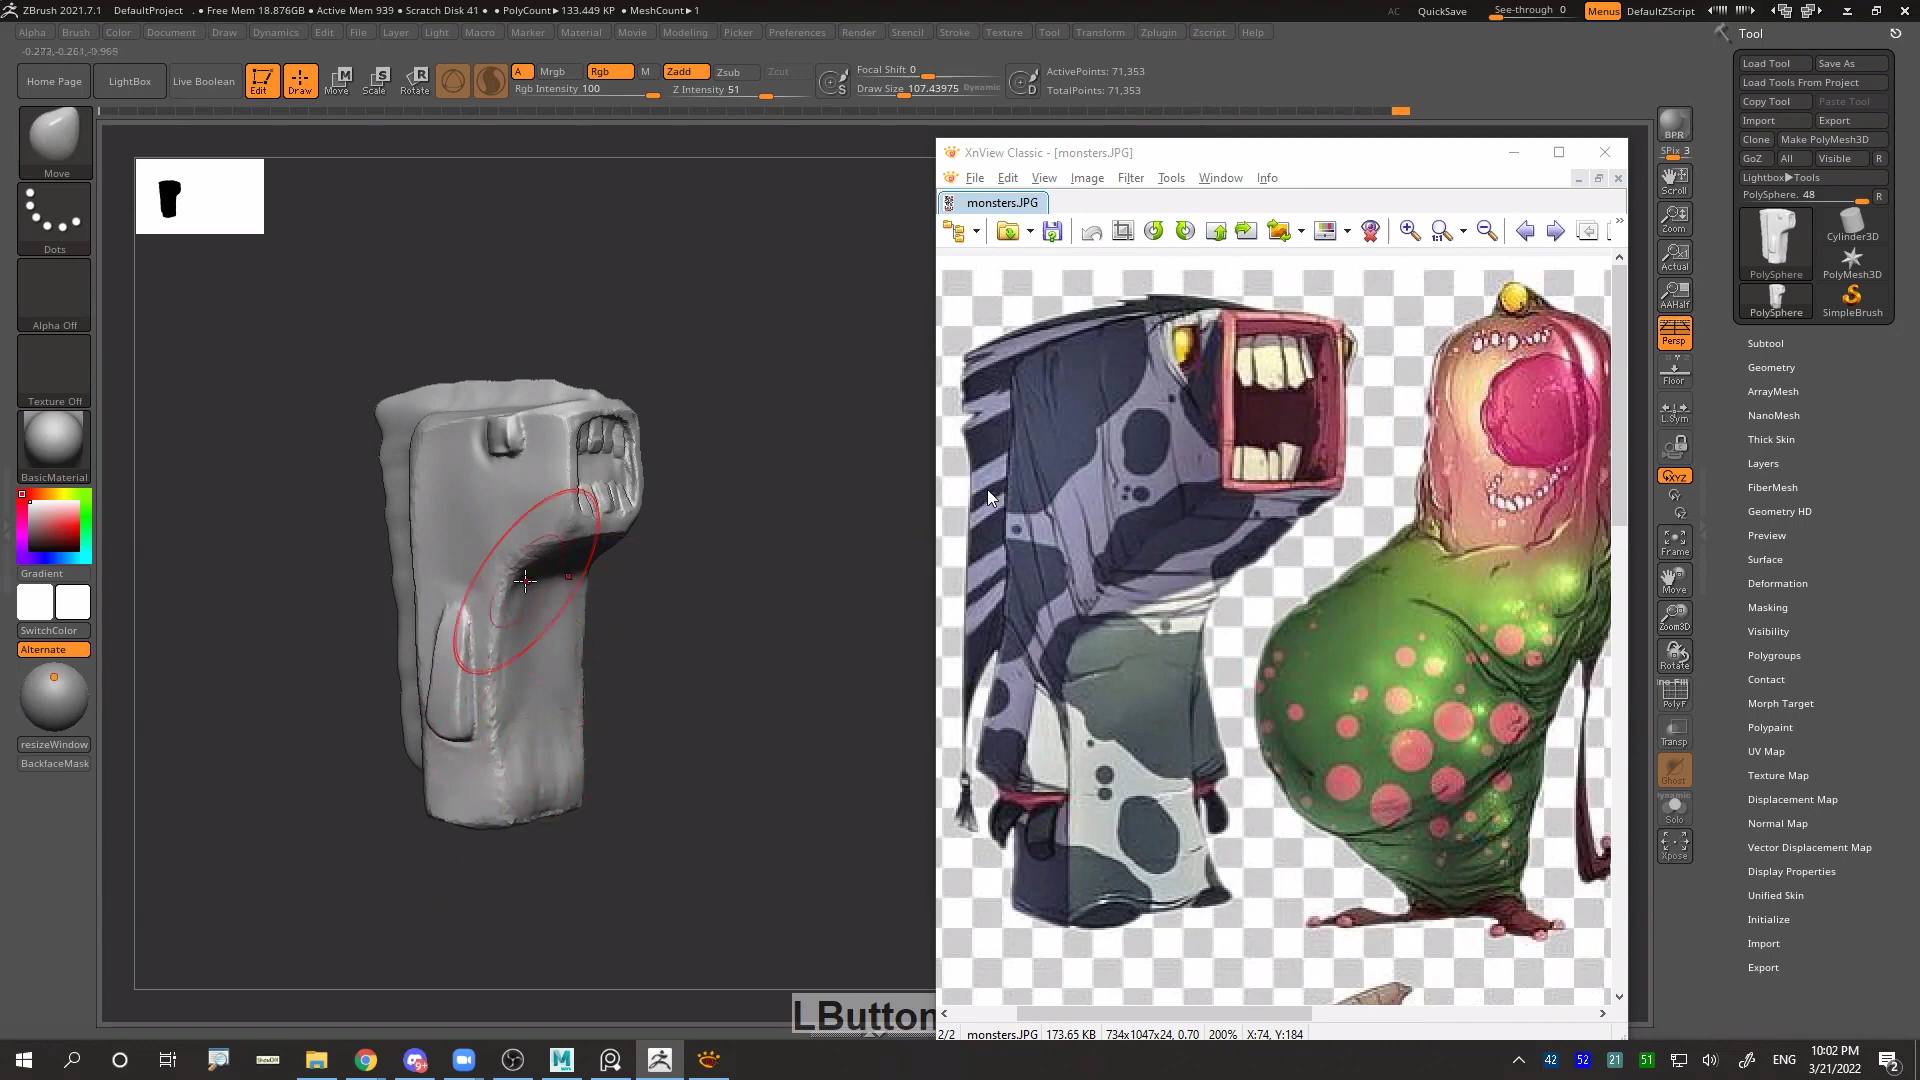 ZBrush 2021.7.1 DefaultProject . ● Free Mem 18.876GB ● Active Mem 939 ● Scratch Disk 41 ● ● PolyCount►133.449 KP ● MeshCount►1
AC QuickSave See-through 0 Menus DefaultZScript
Alpha Brush Color Document Draw Dynamics Edit File Layer Light Macro Marker Material Movie Modeling Picker Preferences Render Stencil Stroke Texture Tool Transform Zplugin Zscript Help
Tool
Home Page LightBox Live Boolean Edit Draw Move Scale Rotate
A Mrgb Rgb M Zadd Zsub Zcut
Rgb Intensity 100 Z Intensity 51
Focal Shift 0
Draw Size 107.43975 Dynamic
S
D
ActivePoints: 71,353
TotalPoints: 71,353
Move
Dots
Alpha Off
Texture Off
BasicMaterial
Gradient
SwitchColor
Alternate
resizeWindow
BackfaceMask
LButton
XnView Classic - [monsters.JPG]
File Edit View Image Filter Tools Window Info
monsters.JPG
2/2 monsters.JPG 173.65 KB 734x1047x24, 0.70 200% X:74, Y:184
BPR
SPix 3
Scroll
Zoom
Actual
AAHalf
Persp
Floor
L.Sym
XYZ
Frame
Move
Zoom3D
Rotate
PolyF
Transp
Ghost
Dynamic
Solo
Xpose
Load Tool Save As
Load Tools From Project
Copy Tool Paste Tool
Import Export
Clone Make PolyMesh3D
GoZ All Visible R
Lightbox►Tools
PolySphere. 48 R
Cylinder3D
PolySphere PolyMesh3D
PolySphere SimpleBrush
Subtool
Geometry
ArrayMesh
NanoMesh
Thick Skin
Layers
FiberMesh
Geometry HD
Preview
Surface
Deformation
Masking
Visibility
Polygroups
Contact
Morph Target
Polypaint
UV Map
Texture Map
Displacement Map
Normal Map
Vector Displacement Map
Display Properties
Unified Skin
Initialize
Import
Export
42 52 21 51 ENG
10:02 PM
3/21/2022
2